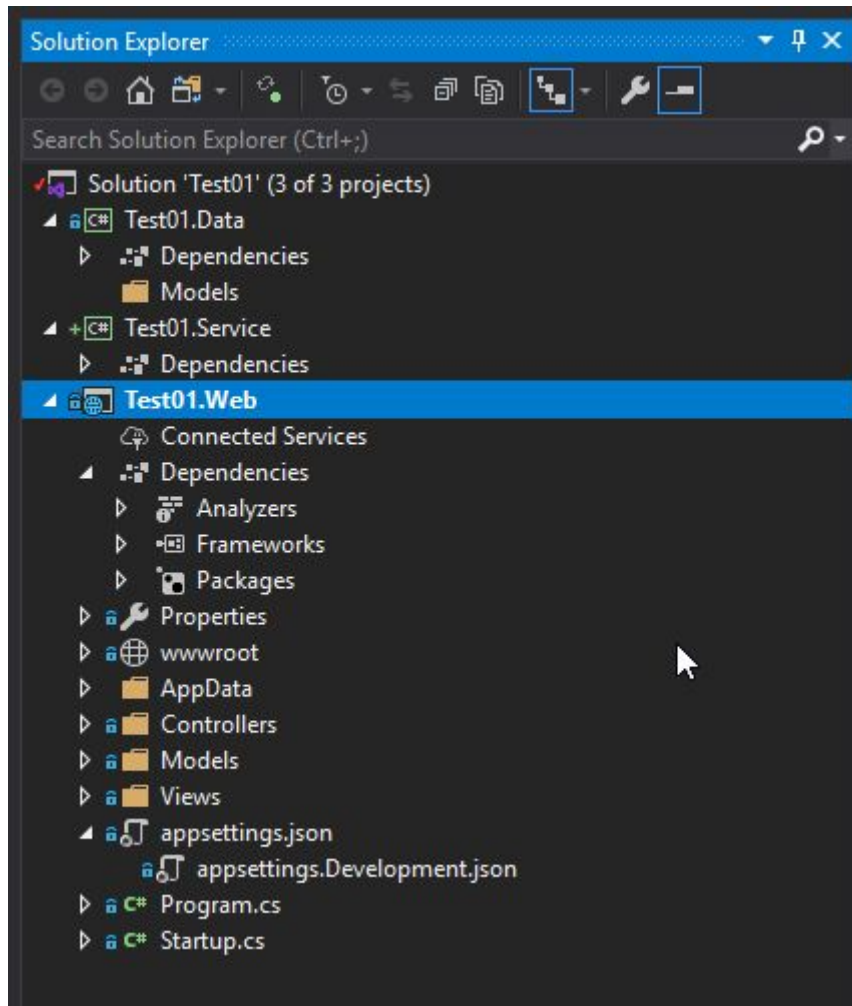 Solution Explorer
Search Solution Explorer (Ctrl+;)
Solution 'Test01' (3 of 3 projects)
C# Test01.Data
Dependencies
Models
C# Test01.Service
Dependencies
Test01.Web
Connected Services
Dependencies
Analyzers
Frameworks
Packages
Properties
wwwroot
AppData
Controllers
Models
Views
appsettings.json
appsettings.Development.json
C# Program.cs
C# Startup.cs